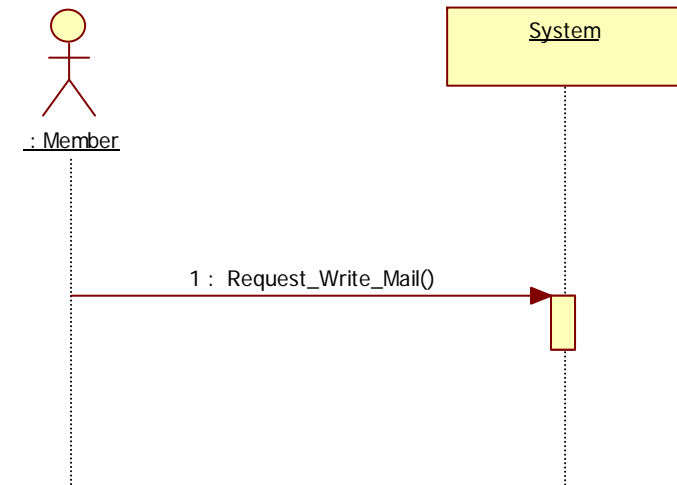 System
: Member
1 : Request_Write_Mail()